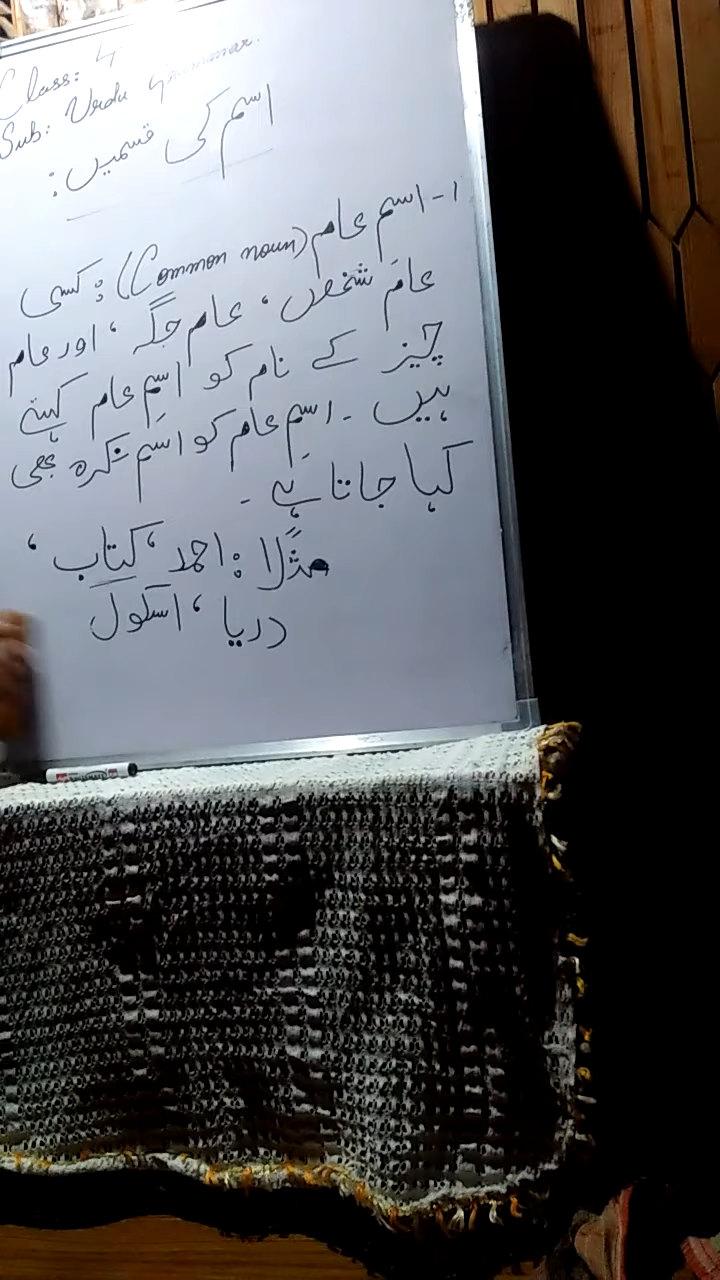 Class: 4
Sub: Urdu Grammar.
اسم کی قسمیں:
۱- اسم عام (Common noun): کسی
عام شخص، عام جگہ، اور عام
چیز کے نام کو اسمِ عام کہتے
ہیں۔ اسمِ عام کو اسمِ نکرہ بھی
کہا جاتا ہے۔
مثلًا: احمد، کتاب،
دریا، اسکول